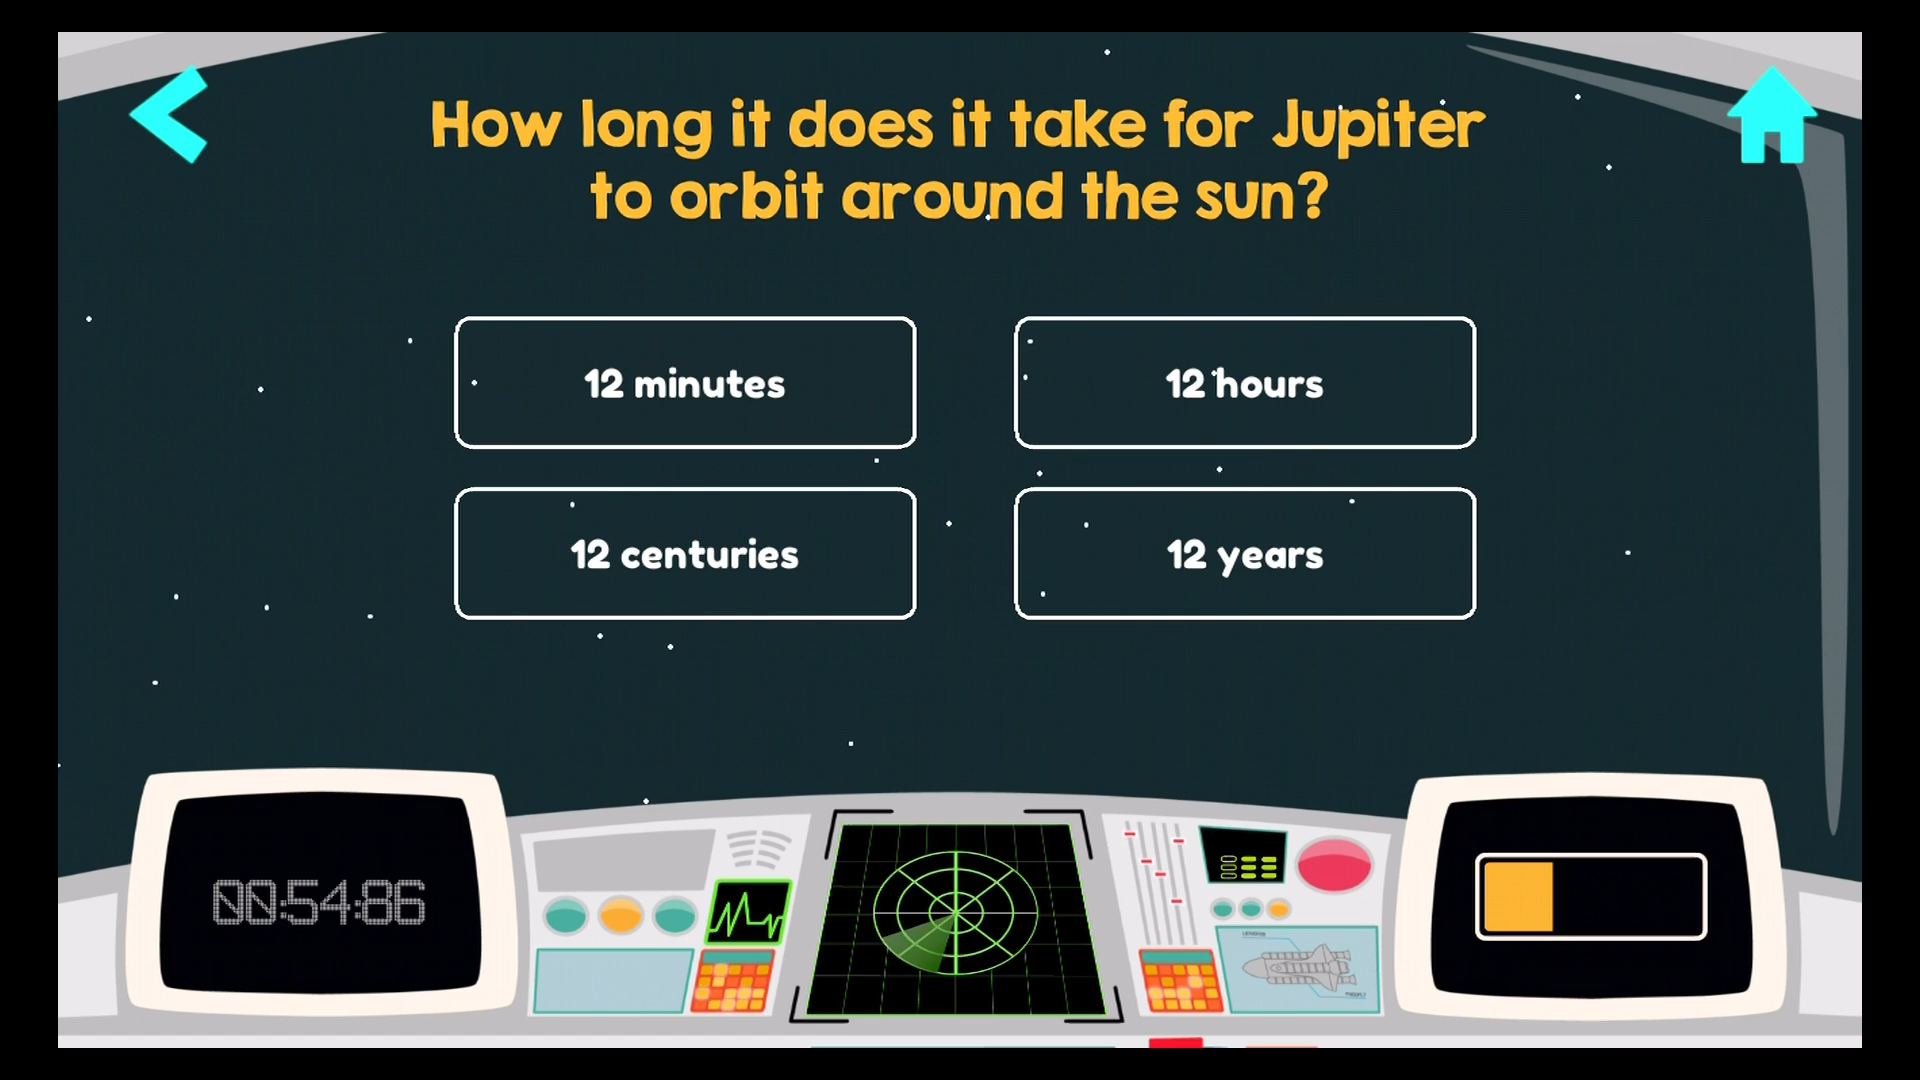 How long it does it take for Jupiter
to orbit around the sun?
12 minutes
12 hours
12 centuries
12 years
00:54:86